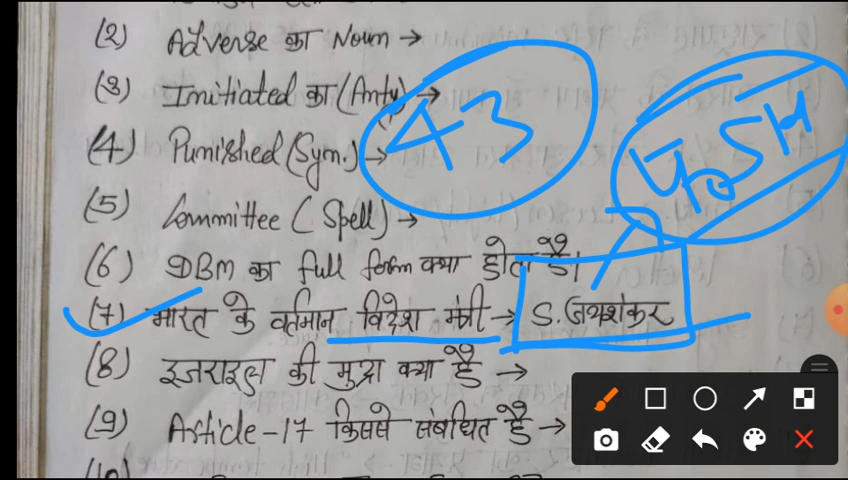 (2) Adverse का Noun →
(3) Initiated का (Anty) →
(4) Punished (Sym.) →
(5) Committee ( Spell) →
(6) DBM का full form क्या होता है।
(7) भारत के वर्तमान विदेश मंत्री → S. जयशंकर
(8) इजराइल की मुद्रा क्या है →
(9) Article-17 किससे संबंधित है →
43